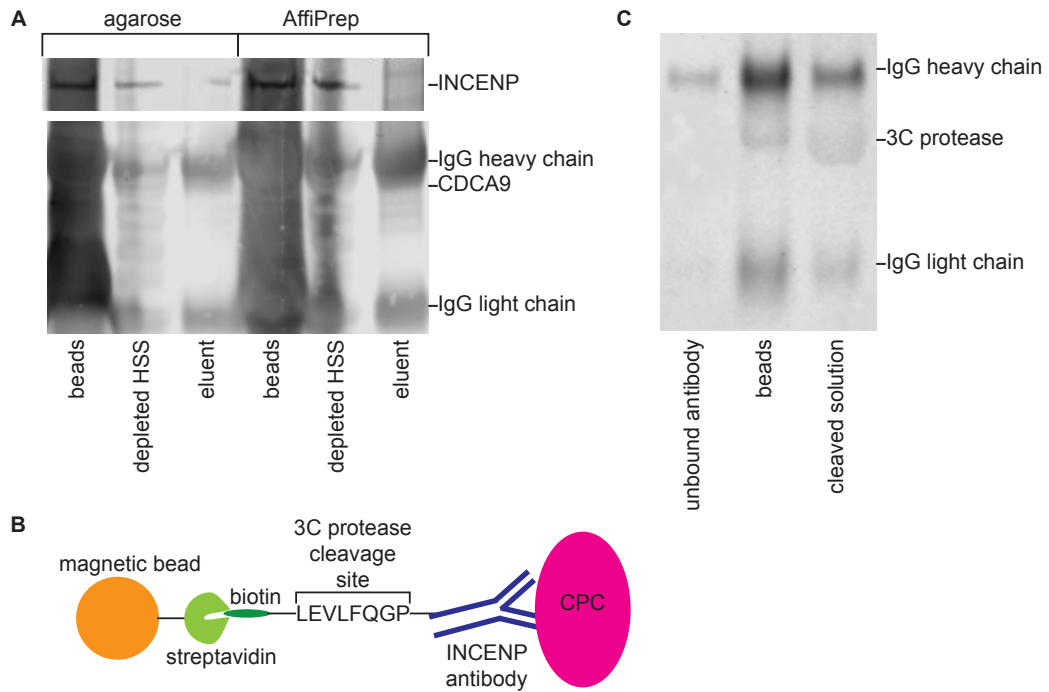 A
agarose AffiPrep
INCENP
IgG heavy chain
CDCA9
IgG light chain
beads
depleted HSS
eluent
beads
depleted HSS
eluent
C
IgG heavy chain
3C protease
IgG light chain
unbound antibody
beads
cleaved solution
B
magnetic bead
streptavidin
biotin
3C protease
cleavage
site
LEVLFQGP
INCENP
antibody
CPC